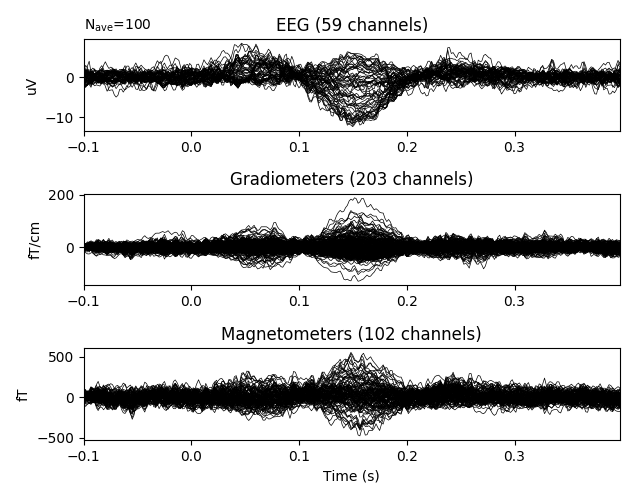 N_ave=100
EEG (59 channels)
uV
0
−10
−0.1 0.0 0.1 0.2 0.3
Gradiometers (203 channels)
fT/cm
200
0
−0.1 0.0 0.1 0.2 0.3
Magnetometers (102 channels)
fT
500
0
−500
−0.1 0.0 0.1 0.2 0.3
Time (s)